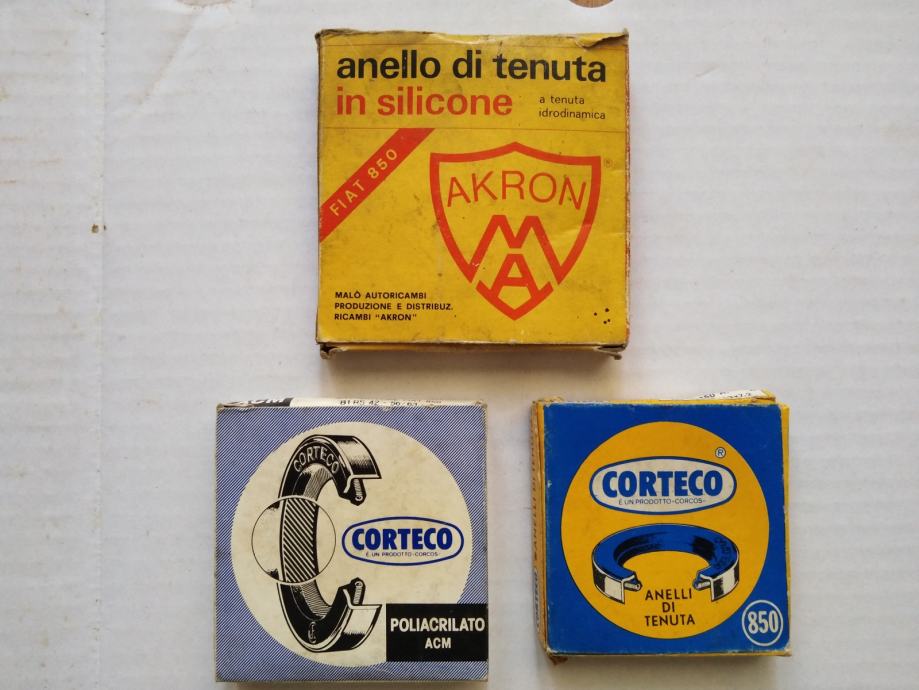 anello di tenuta
in silicone
a tenuta
idrodinamica
FIAT 850
AKRON
®
MA
MALÒ AUTORICAMBI
PRODUZIONE E DISTRIBUZ.
RICAMBI "AKRON"
CORTECO
CORTECO
È UN PRODOTTO-CORCOS-
POLIACRILATO
ACM
®
CORTECO
È UN PRODOTTO-CORCOS-
ANELLI
DI
TENUTA
850